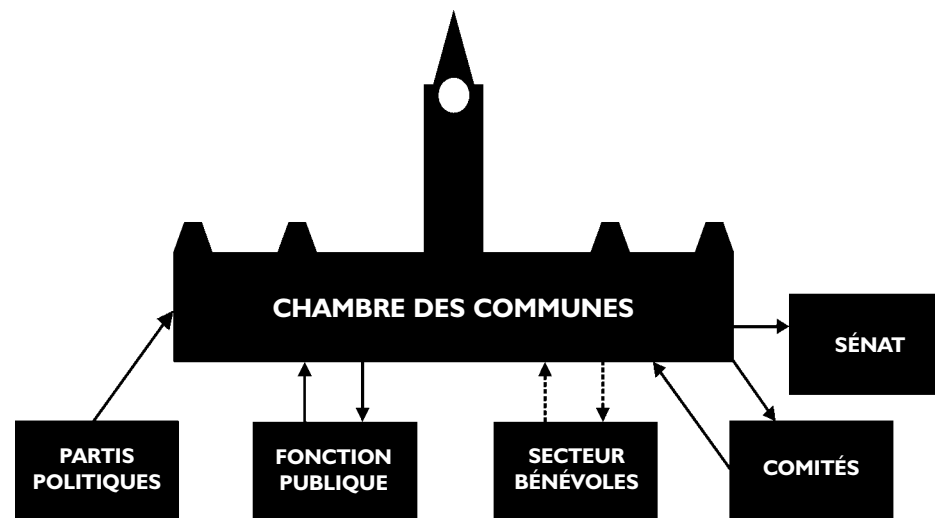 CHAMBRE DES COMMUNES
SÉNAT
PARTIS
POLITIQUES
FONCTION
PUBLIQUE
SECTEUR
BÉNÉVOLES
COMITÉS